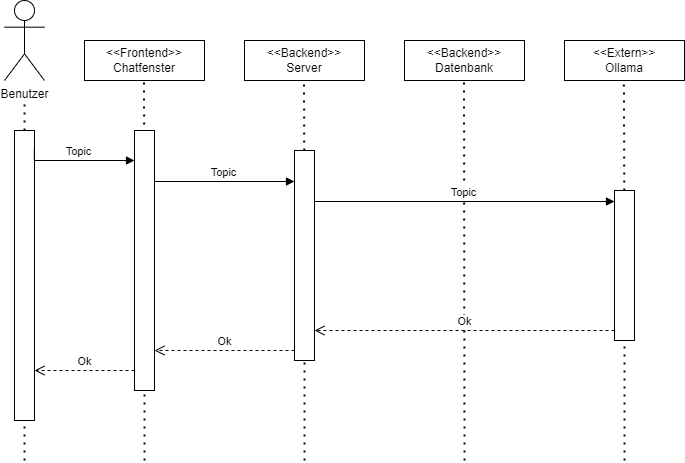 Benutzer
<<Frontend>>
Chatfenster
<<Backend>>
Server
<<Backend>>
Datenbank
<<Extern>>
Ollama
Topic
Topic
Topic
Ok
Ok
Ok